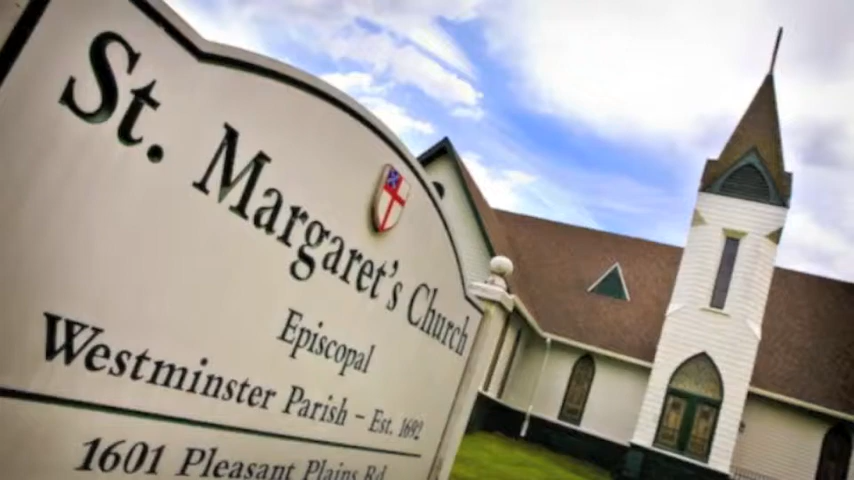 St. Margaret's Church
Episcopal
Westminster Parish - Est. 1692
1601 Pleasant Plains Rd